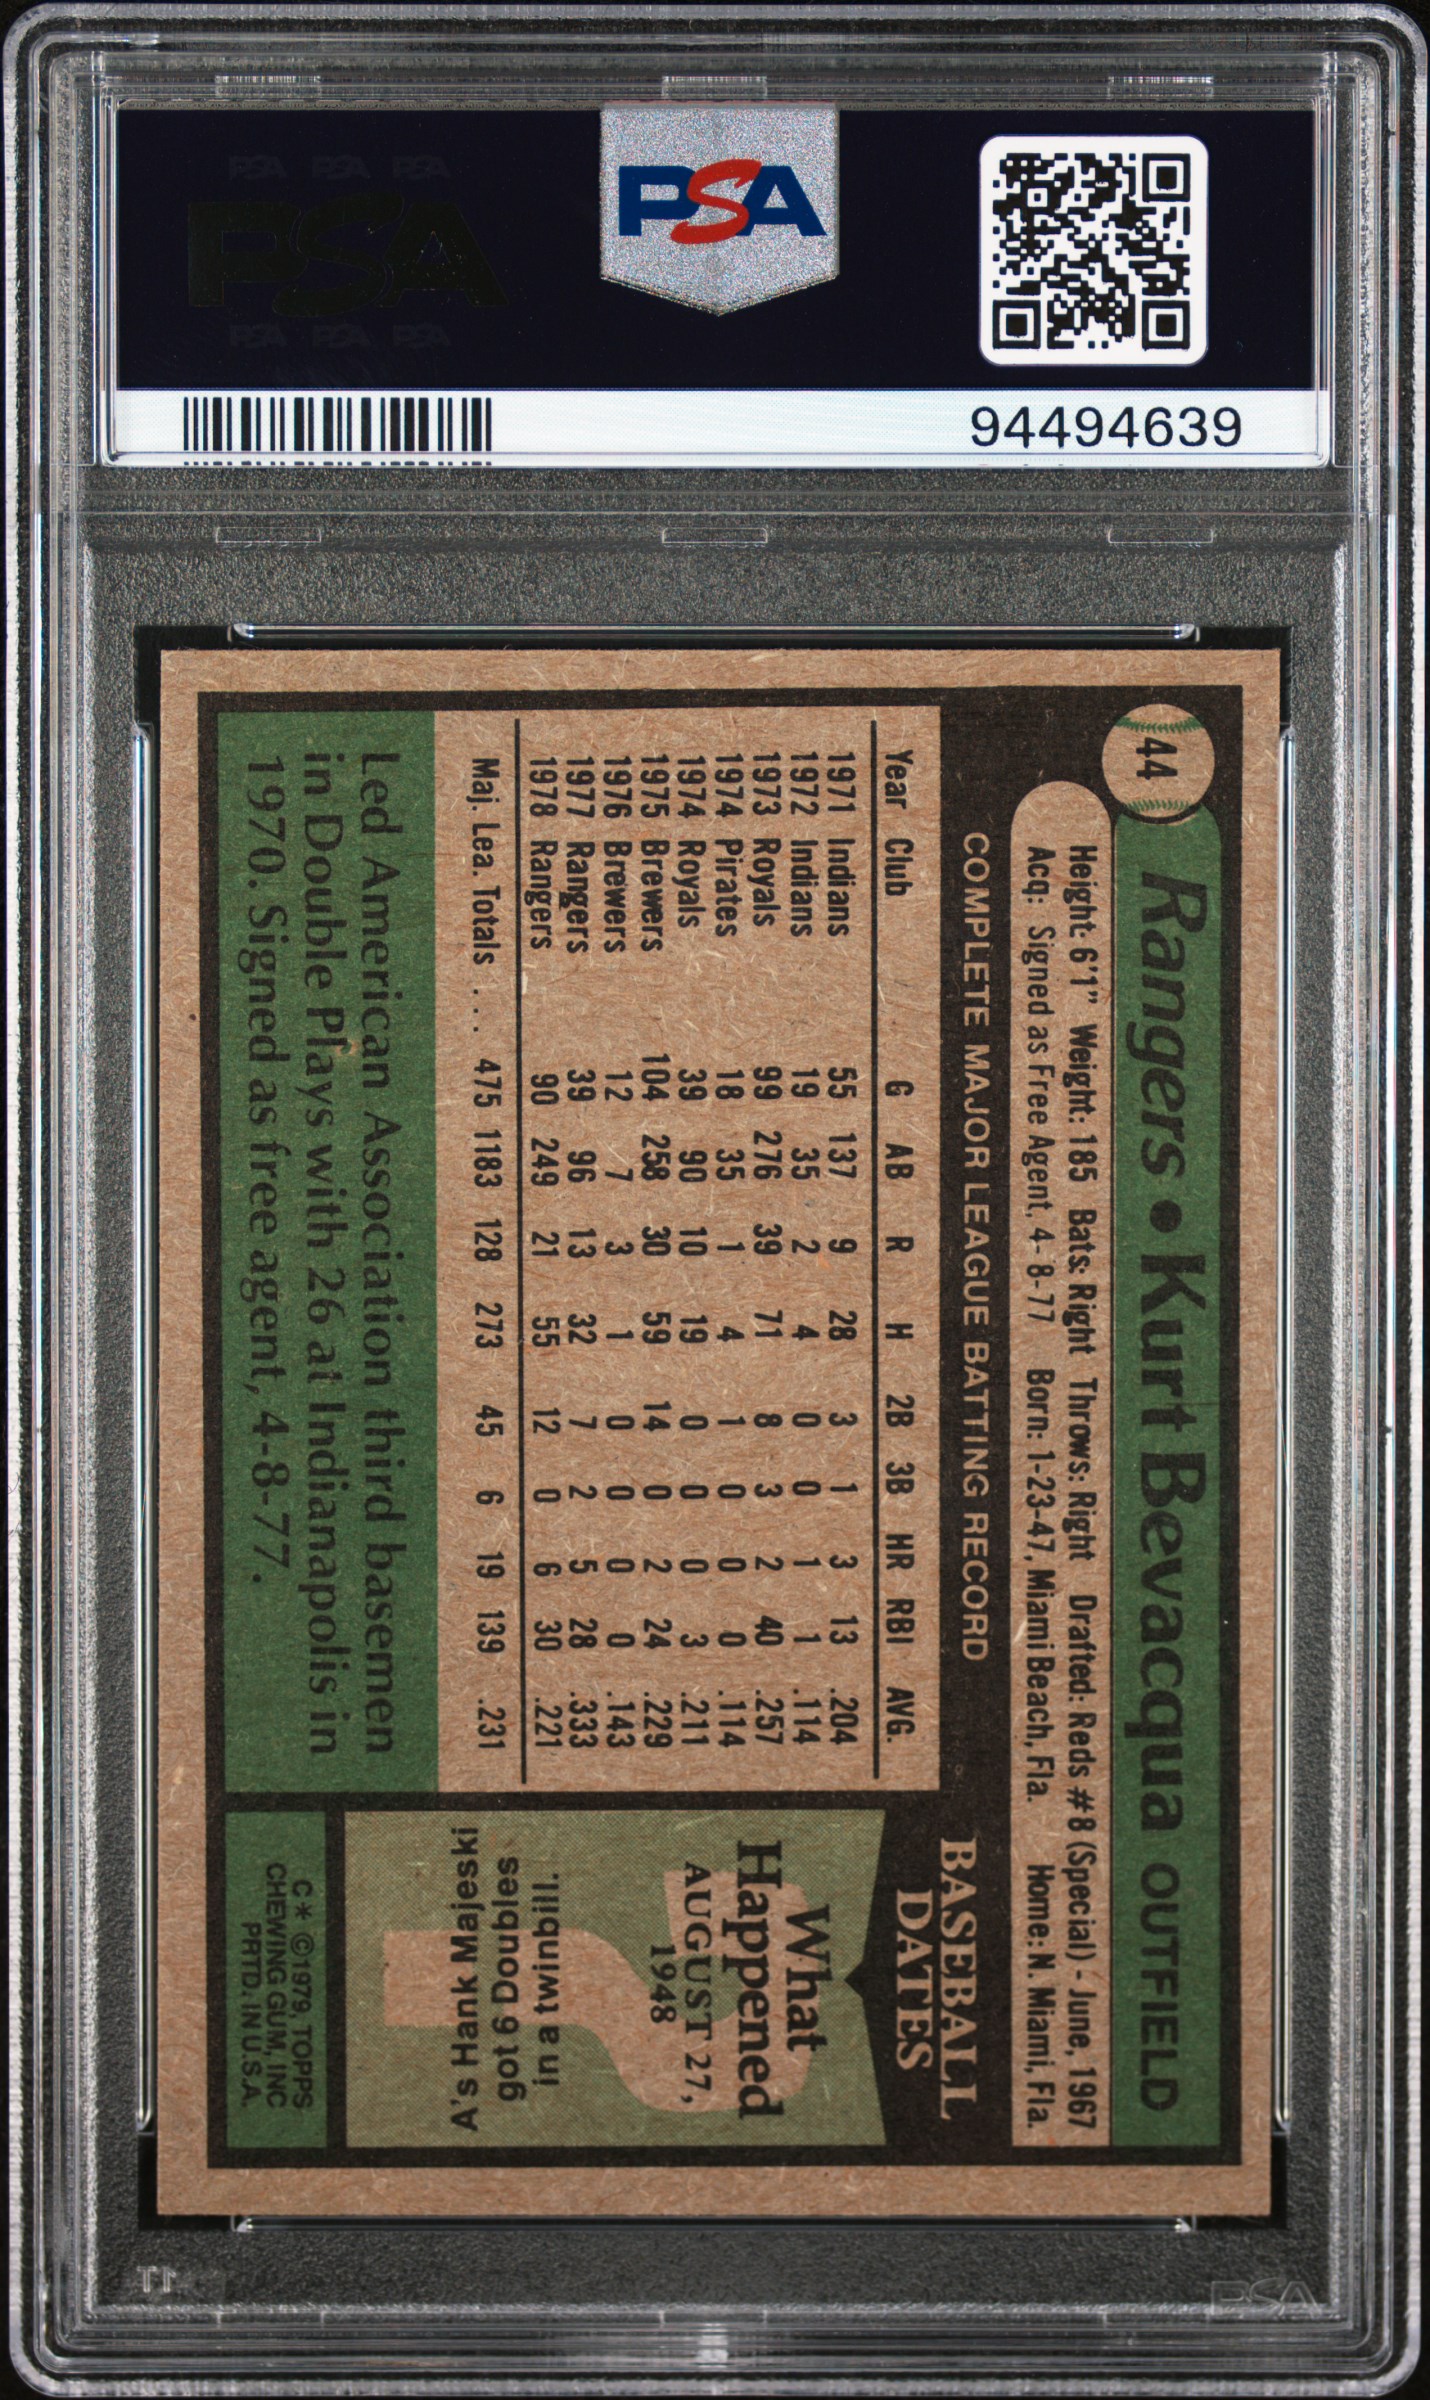 PSA
94494639
44
Rangers • Kurt Bevacqua OUTFIELD
Height: 6'1" Weight: 185 Bats: Right Throws: Right Drafted: Reds #8 (Special) - June, 1967
Acq: Signed as Free Agent, 4-8-77 Born: 1-23-47, Miami Beach, Fla. Home: N. Miami, Fla.
COMPLETE MAJOR LEAGUE BATTING RECORD
Year Club G AB R H 2B 3B HR RBI AVG.
1971 Indians 55 137 9 28 3 1 3 13 .204
1972 Indians 19 35 2 4 0 0 1 1 .114
1973 Royals 99 276 39 71 8 3 2 40 .257
1974 Pirates 18 35 1 4 1 0 0 0 .114
1974 Royals 39 90 10 19 0 0 0 3 .211
1975 Brewers 104 258 30 59 14 0 2 24 .229
1976 Brewers 12 7 3 1 0 0 0 0 .143
1977 Rangers 39 96 13 32 7 2 5 28 .333
1978 Rangers 90 249 21 55 12 0 6 30 .221
Maj. Lea. Totals . . . 475 1183 128 273 45 6 19 139 .231
Led American Association third basemen
in Double Plays with 26 at Indianapolis in
1970. Signed as free agent, 4-8-77.
BASEBALL
DATES
What
Happened
AUGUST 27,
1948
A's Hank Majeski
got 6 Doubles
in a twinbill.
C* ©1979, TOPPS
CHEWING GUM, INC
PRTD. IN U.S.A.
PSA PSA PSA
PSA
PSA PSA PSA
PSA